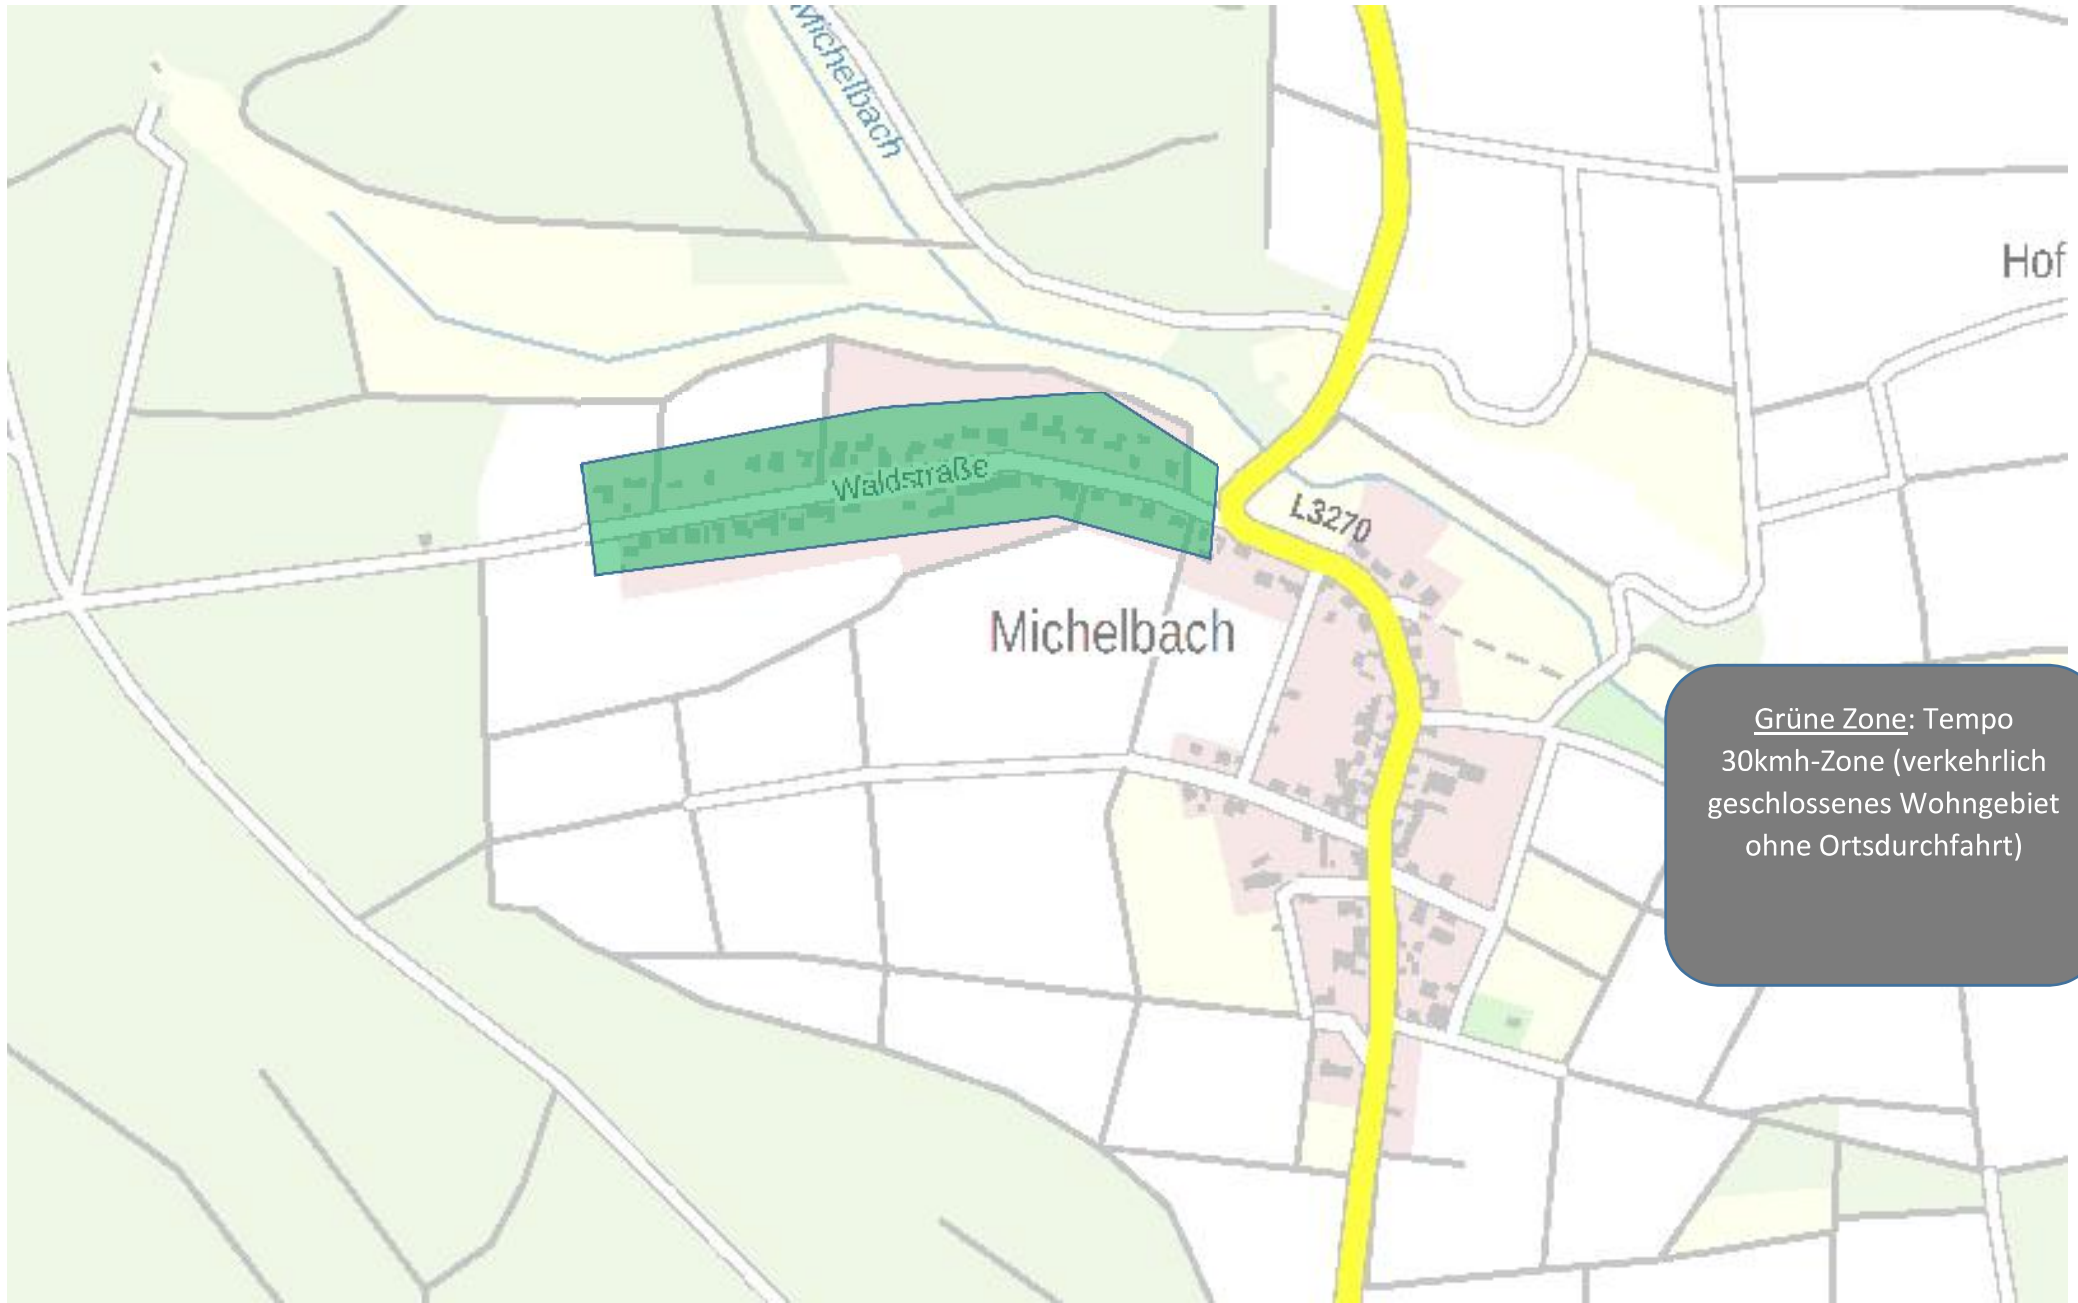 Michelbach
Hof
Waldstraße
L3270
Michelbach
Grüne Zone: Tempo
30kmh-Zone (verkehrlich
geschlossenes Wohngebiet
ohne Ortsdurchfahrt)